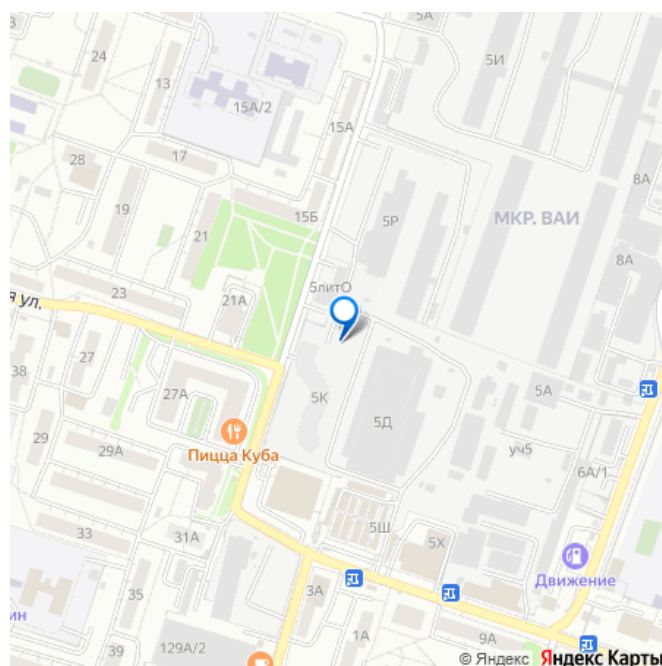 5А
24
5И
13
15А/2
15А
17
28
8А
19
5Р
МКР. ВАИ
15Б
21
8А
5литО
23
21А
я ул.
27
38
27А
5К
5А
5Д
29
Пицца Куба
29А
уч5
6А/1
33
5Ш
31А
5Х
Движение
ин
35
3А
129А/2
1А
9А
39
© Яндекс Яндекс Карты